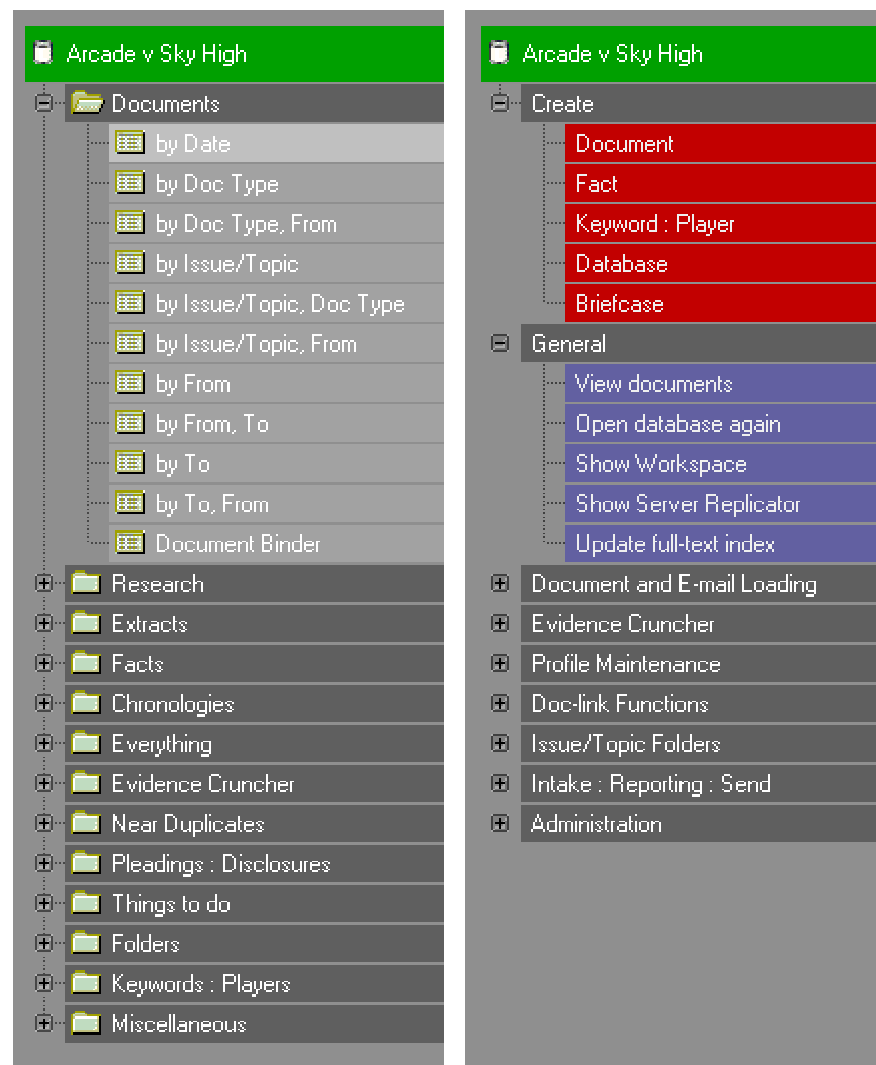 Arcade v Sky High
Documents
by Date
by Doc Type
by Doc Type, From
by Issue/Topic
by Issue/Topic, Doc Type
by Issue/Topic, From
by From
by From, To
by To
by To, From
Document Binder
Research
Extracts
Facts
Chronologies
Everything
Evidence Cruncher
Near Duplicates
Pleadings : Disclosures
Things to do
Folders
Keywords : Players
Miscellaneous
Arcade v Sky High
Create
Document
Fact
Keyword : Player
Database
Briefcase
General
View documents
Open database again
Show Workspace
Show Server Replicator
Update full-text index
Document and E-mail Loading
Evidence Cruncher
Profile Maintenance
Doc-link Functions
Issue/Topic Folders
Intake : Reporting : Send
Administration